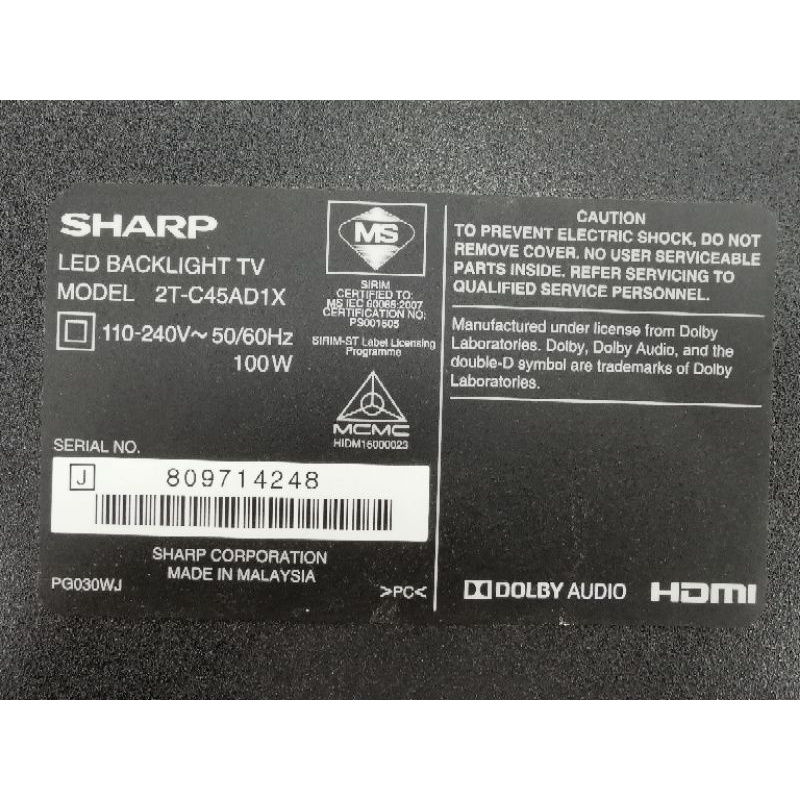 SHARP
LED BACKLIGHT TV
MODEL 2T-C45AD1X
110-240V~ 50/60Hz
100W
MS
SIRIM
CERTIFIED TO:
MS IEC 60065:2007
CERTIFICATION NO:
PS001605
SIRIM-ST Label Licensing
Programme
MCMC
HIDM16000023
SERIAL NO.
J 809714248
SHARP CORPORATION
MADE IN MALAYSIA
PG030WJ
>PC<
CAUTION
TO PREVENT ELECTRIC SHOCK, DO NOT
REMOVE COVER. NO USER SERVICEABLE
PARTS INSIDE. REFER SERVICING TO
QUALIFIED SERVICE PERSONNEL.
Manufactured under license from Dolby
Laboratories. Dolby, Dolby Audio, and the
double-D symbol are trademarks of Dolby
Laboratories.
DOLBY AUDIO
HDMI